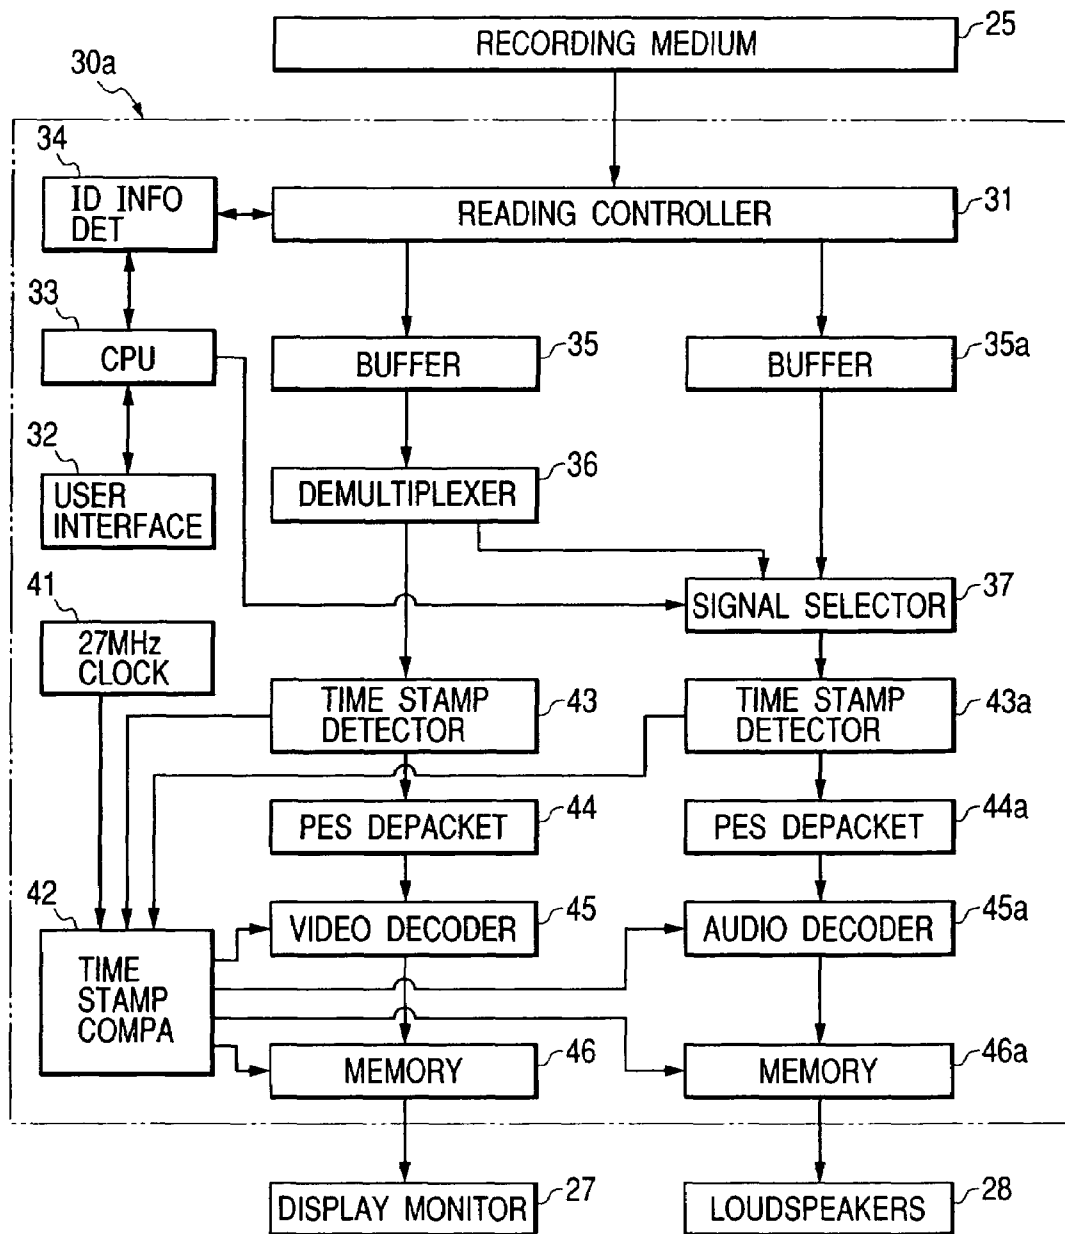 RECORDING MEDIUM
25
30a
34
ID INFO
DET
READING CONTROLLER
31
33
CPU
BUFFER
35
BUFFER
35a
32
USER
INTERFACE
DEMULTIPLEXER
36
41
27MHz
CLOCK
SIGNAL SELECTOR
37
TIME STAMP
DETECTOR
43
TIME STAMP
DETECTOR
43a
PES DEPACKET
44
PES DEPACKET
44a
42
TIME
STAMP
COMPA
VIDEO DECODER
45
AUDIO DECODER
45a
MEMORY
46
MEMORY
46a
DISPLAY MONITOR
27
LOUDSPEAKERS
28